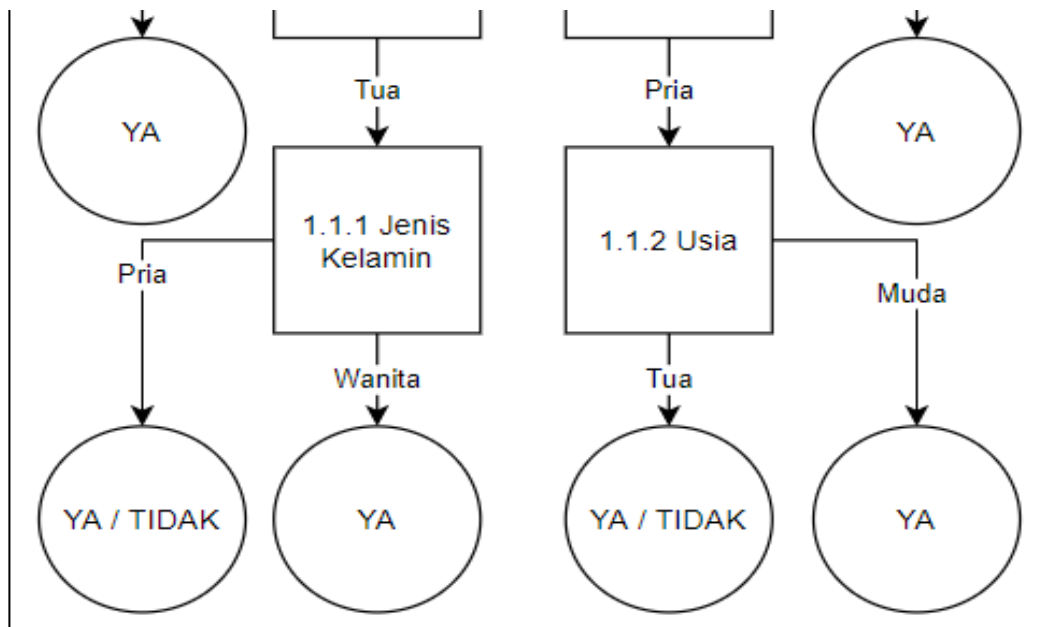 Tua
Pria
YA
YA
1.1.1 Jenis
Kelamin
1.1.2 Usia
Pria
Muda
Wanita
Tua
YA / TIDAK
YA
YA / TIDAK
YA